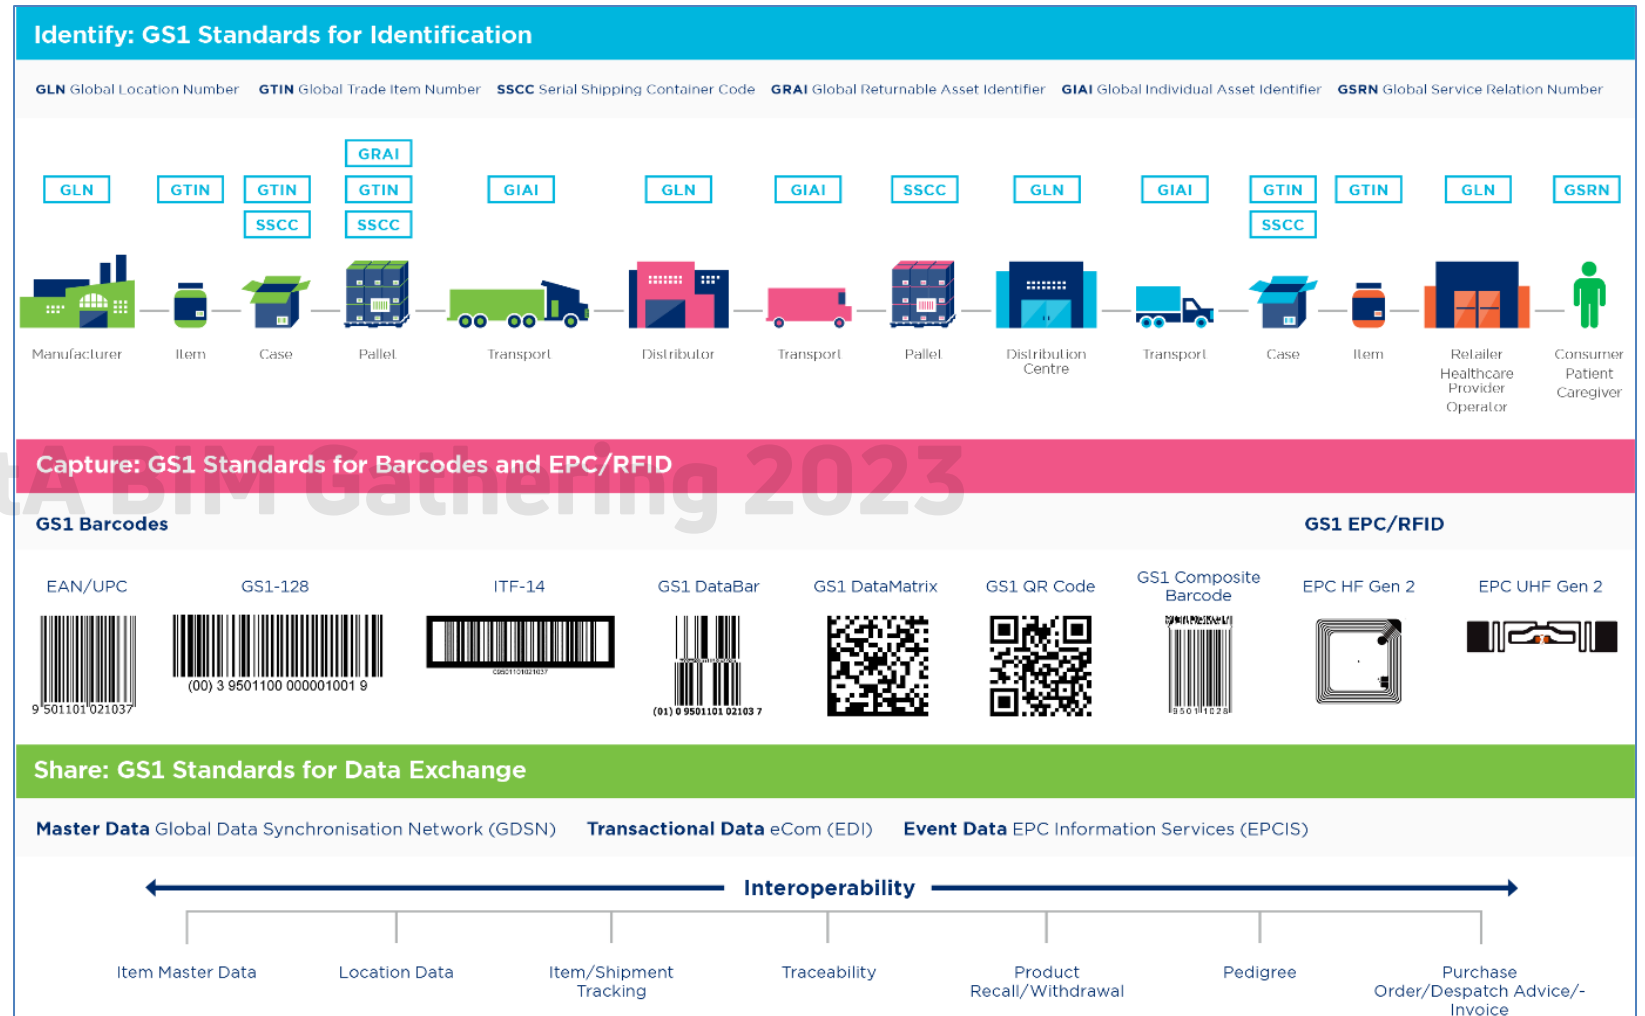 Identify: GS1 Standards for Identification
GLN Global Location Number GTIN Global Trade Item Number SSCC Serial Shipping Container Code GRAI Global Returnable Asset Identifier GIAI Global Individual Asset Identifier GSRN Global Service Relation Number
GRAI
GLN GTIN GTIN GTIN GIAI GLN GIAI SSCC GLN GIAI GTIN GTIN GLN GSRN
SSCC SSCC SSCC
Manufacturer Item Case Pallet Transport Distributor Transport Pallet Distribution Transport Case Item Retailer Consumer
Centre Healthcare Patient
Provider Caregiver
Operator
Capture: GS1 Standards for Barcodes and EPC/RFID
tA BIM Gathering 2023
GS1 Barcodes GS1 EPC/RFID
EAN/UPC GS1-128 ITF-14 GS1 DataBar GS1 DataMatrix GS1 QR Code GS1 Composite EPC HF Gen 2 EPC UHF Gen 2
Barcode
(00) 3 9501100 000001001 9
9 501101 021037 (01) 0 9501101 02103 7
Share: GS1 Standards for Data Exchange
Master Data Global Data Synchronisation Network (GDSN) Transactional Data eCom (EDI) Event Data EPC Information Services (EPCIS)
Interoperability
Item Master Data Location Data Item/Shipment Traceability Product Pedigree Purchase
Tracking Recall/Withdrawal Order/Despatch Advice/-
Invoice